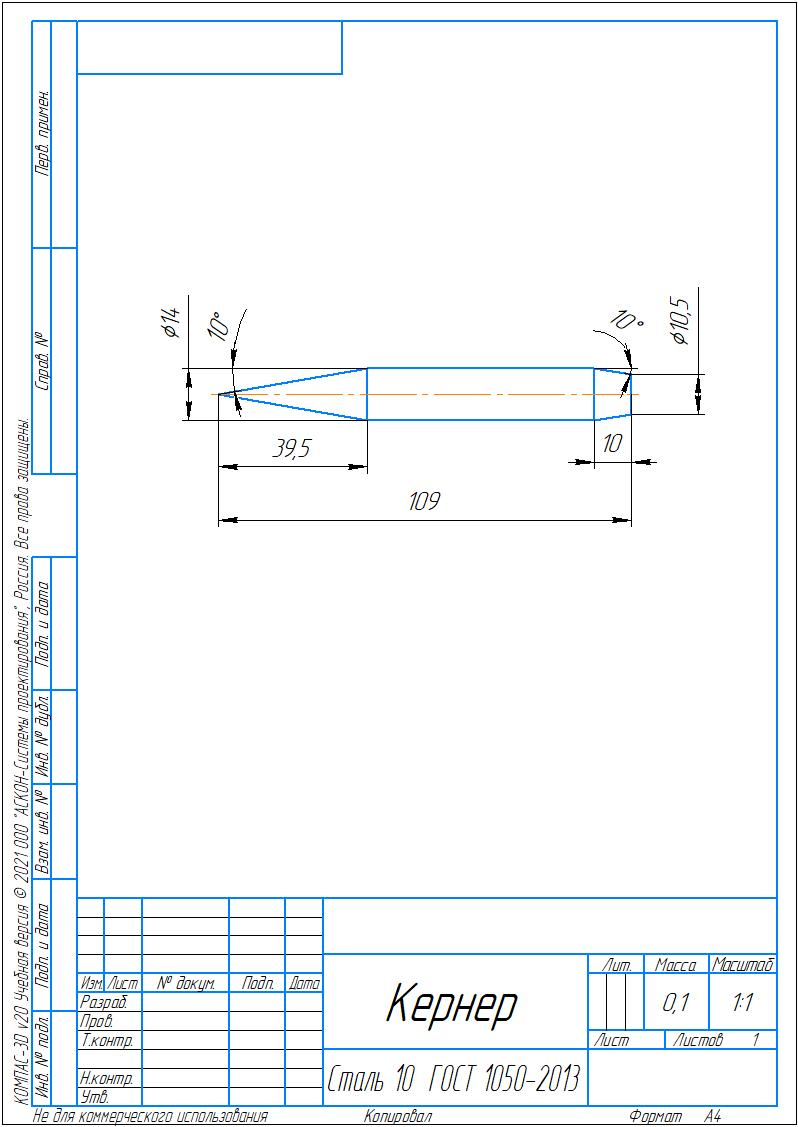 Перв. примен.
Справ. №
Подп. и дата
Инв. № дубл.
Взам. инв. №
Подп. и дата
Инв. № подл.
КОМПАС-3D v20 Учебная версия © 2021 ООО "АСКОН-Системы проектирования", Россия. Все права защищены.
⌀14
10°
10°
⌀10,5
39,5
10
109
Изм. Лист № докум. Подп. Дата
Разраб.
Пров.
Т.контр.
Н.контр.
Утв.
Кернер
Сталь 10 ГОСТ 1050-2013
Лит. Масса Масштаб
0,1 1:1
Лист Листов 1
Не для коммерческого использования Копировал Формат А4